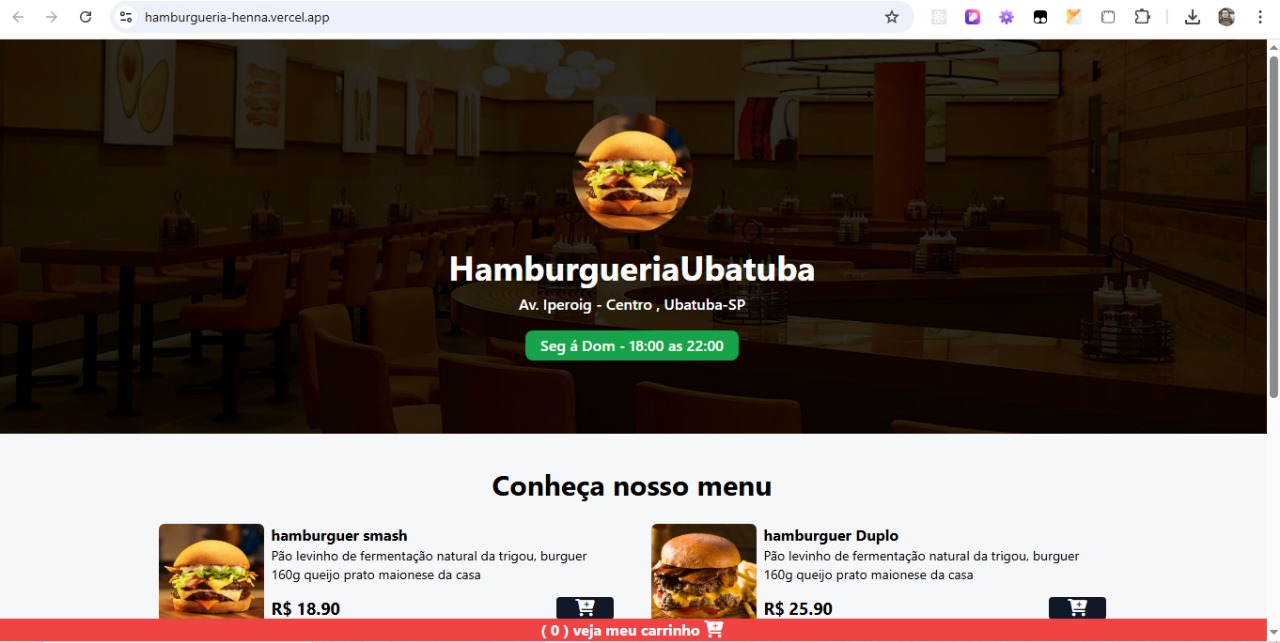 hamburgueria-henna.vercel.app
HamburgueriaUbatuba
Av. Iperoig - Centro , Ubatuba-SP
Seg á Dom - 18:00 as 22:00
Conheça nosso menu
hamburguer smash
Pão levinho de fermentação natural da trigou, burguer
160g queijo prato maionese da casa
R$ 18.90
hamburguer Duplo
Pão levinho de fermentação natural da trigou, burguer
160g queijo prato maionese da casa
R$ 25.90
( 0 ) veja meu carrinho